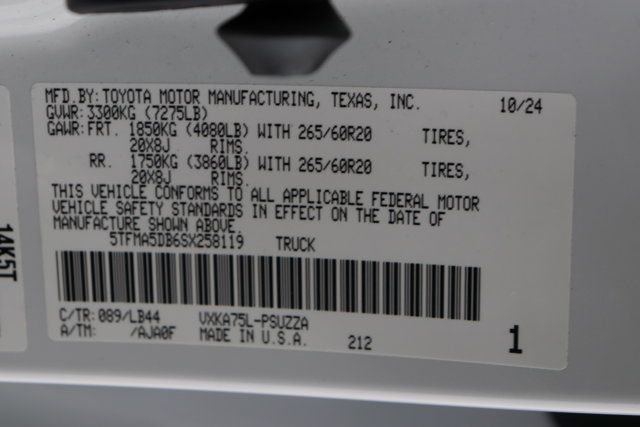 MFD.BY: TOYOTA MOTOR MANUFACTURING, TEXAS, INC. 10/24
GVWR: 3300KG (7275LB)
GAWR: FRT. 1850KG (4080LB) WITH 265/60R20 TIRES,
20X8J RIMS.
RR. 1750KG (3860LB) WITH 265/60R20 TIRES,
20X8J RIMS.
THIS VEHICLE CONFORMS TO ALL APPLICABLE FEDERAL MOTOR
VEHICLE SAFETY STANDARDS IN EFFECT ON THE DATE OF
MANUFACTURE SHOWN ABOVE.
5TFMA5DB6SX258119 TRUCK
C/TR: 089/LB44 VXKA75L-PSUZZA
A/TM: /AJA0F MADE IN U.S.A. 212 1
14K5T